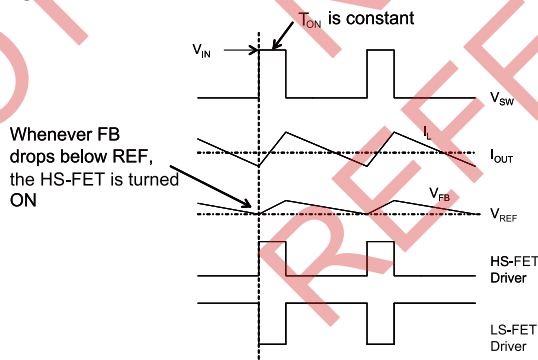 T_ON is constant
V_IN
V_SW
Whenever FB
drops below REF,
the HS-FET is turned
ON
I_L
I_OUT
V_FB
V_REF
HS-FET
Driver
LS-FET
Driver